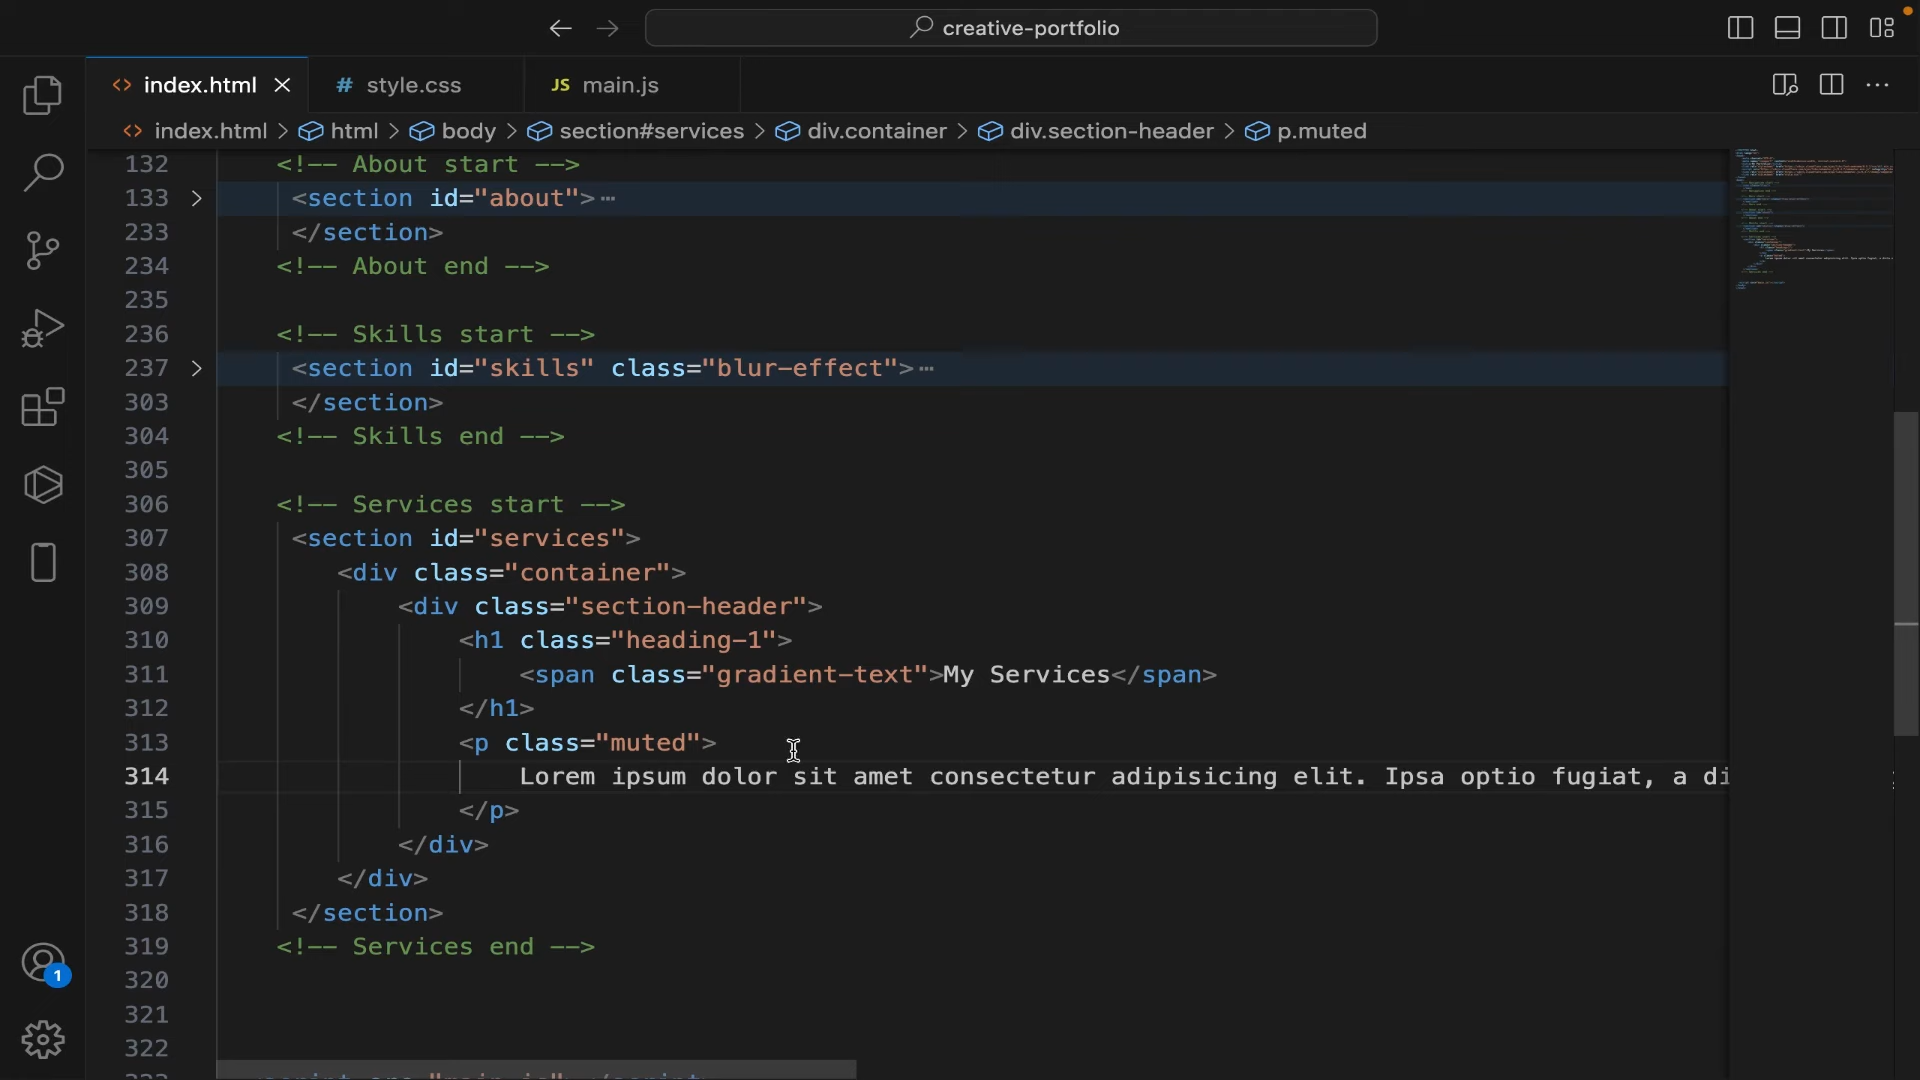 creative-portfolio
index.html
# style.css
JS main.js
index.html > html > body > section#services > div.container > div.section-header > p.muted
132 <!-- About start -->
133 <section id="about">…
233 </section>
234 <!-- About end -->
235
236 <!-- Skills start -->
237 <section id="skills" class="blur-effect">…
303 </section>
304 <!-- Skills end -->
305
306 <!-- Services start -->
307 <section id="services">
308 <div class="container">
309 <div class="section-header">
310 <h1 class="heading-1">
311 <span class="gradient-text">My Services</span>
312 </h1>
313 <p class="muted">
314 Lorem ipsum dolor sit amet consectetur adipisicing elit. Ipsa optio fugiat, a di
315 </p>
316 </div>
317 </div>
318 </section>
319 <!-- Services end -->
320
321
322
1